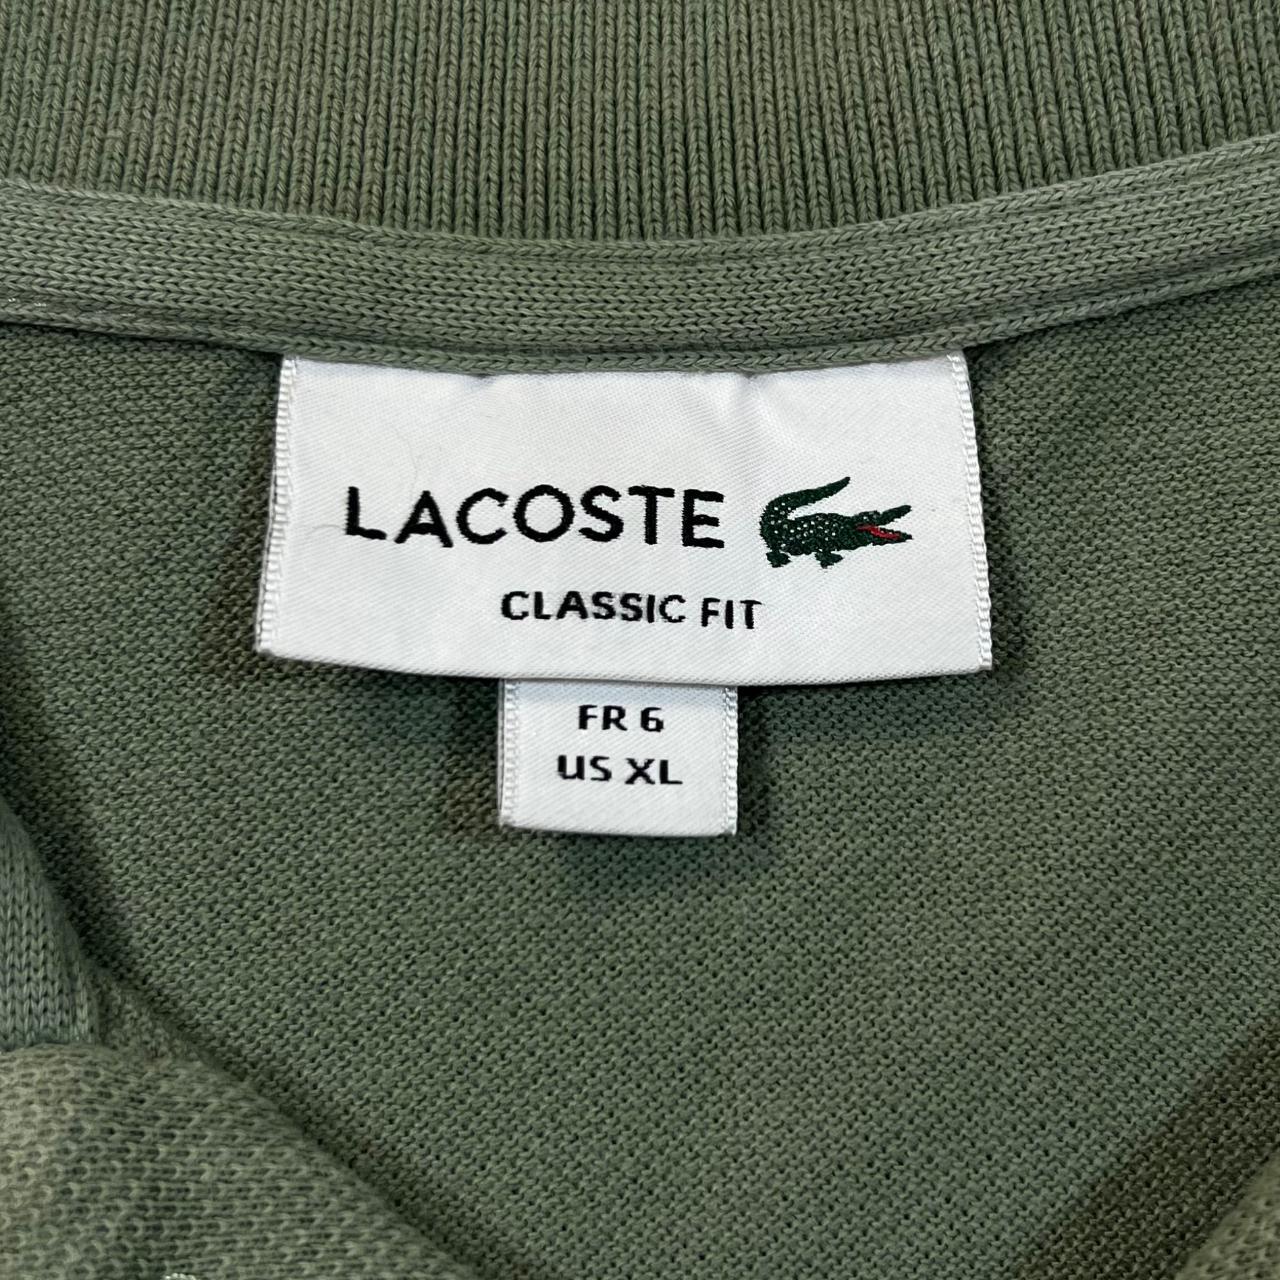 LACOSTE
CLASSIC FIT
FR 6
US XL